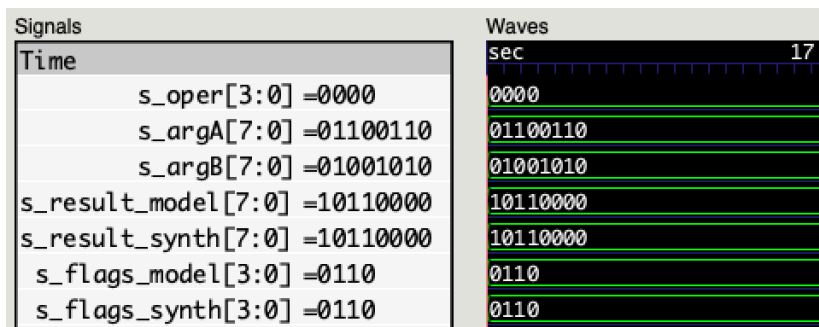 Signals
Waves
Time
sec 17
s_oper[3:0] =0000
0000
s_argA[7:0] =01100110
01100110
s_argB[7:0] =01001010
01001010
s_result_model[7:0] =10110000
10110000
s_result_synth[7:0] =10110000
10110000
s_flags_model[3:0] =0110
0110
s_flags_synth[3:0] =0110
0110